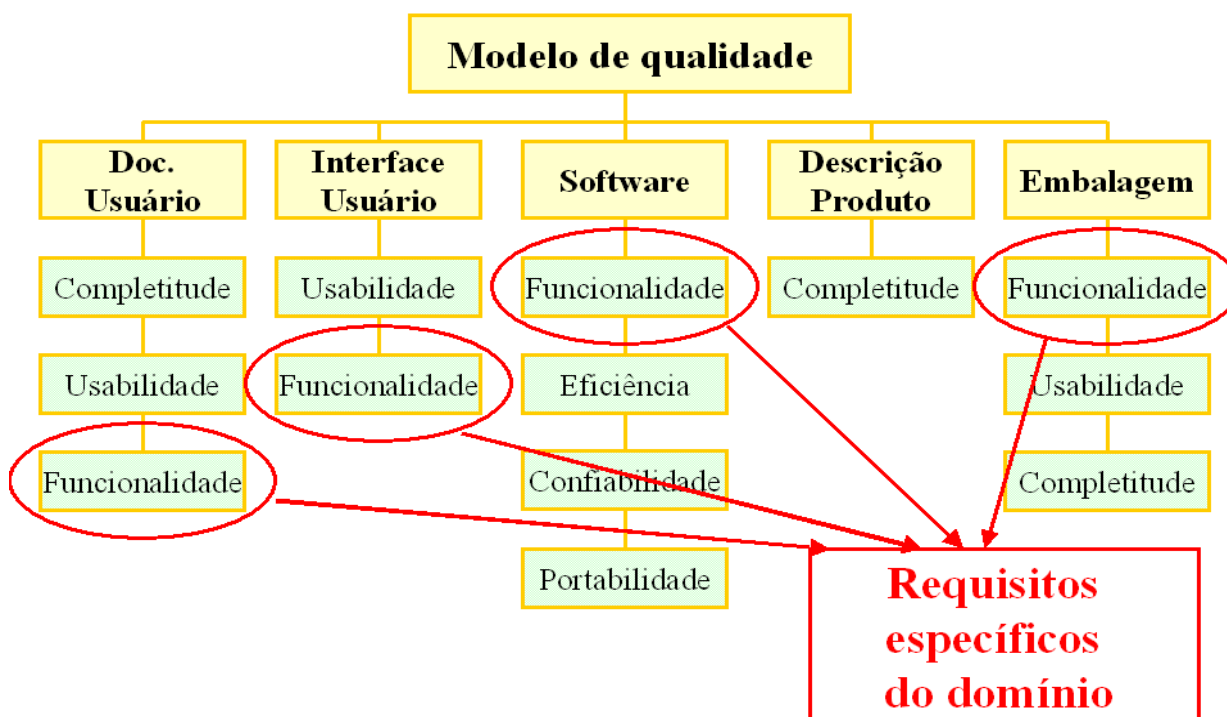 Modelo de qualidade
Doc.
Usuário
Interface
Usuário
Software
Descrição
Produto
Embalagem
Completitude
Usabilidade
Funcionalidade
Completitude
Funcionalidade
Usabilidade
Funcionalidade
Eficiência
Usabilidade
Funcionalidade
Confiabilidade
Completitude
Portabilidade
Requisitos
específicos
do domínio